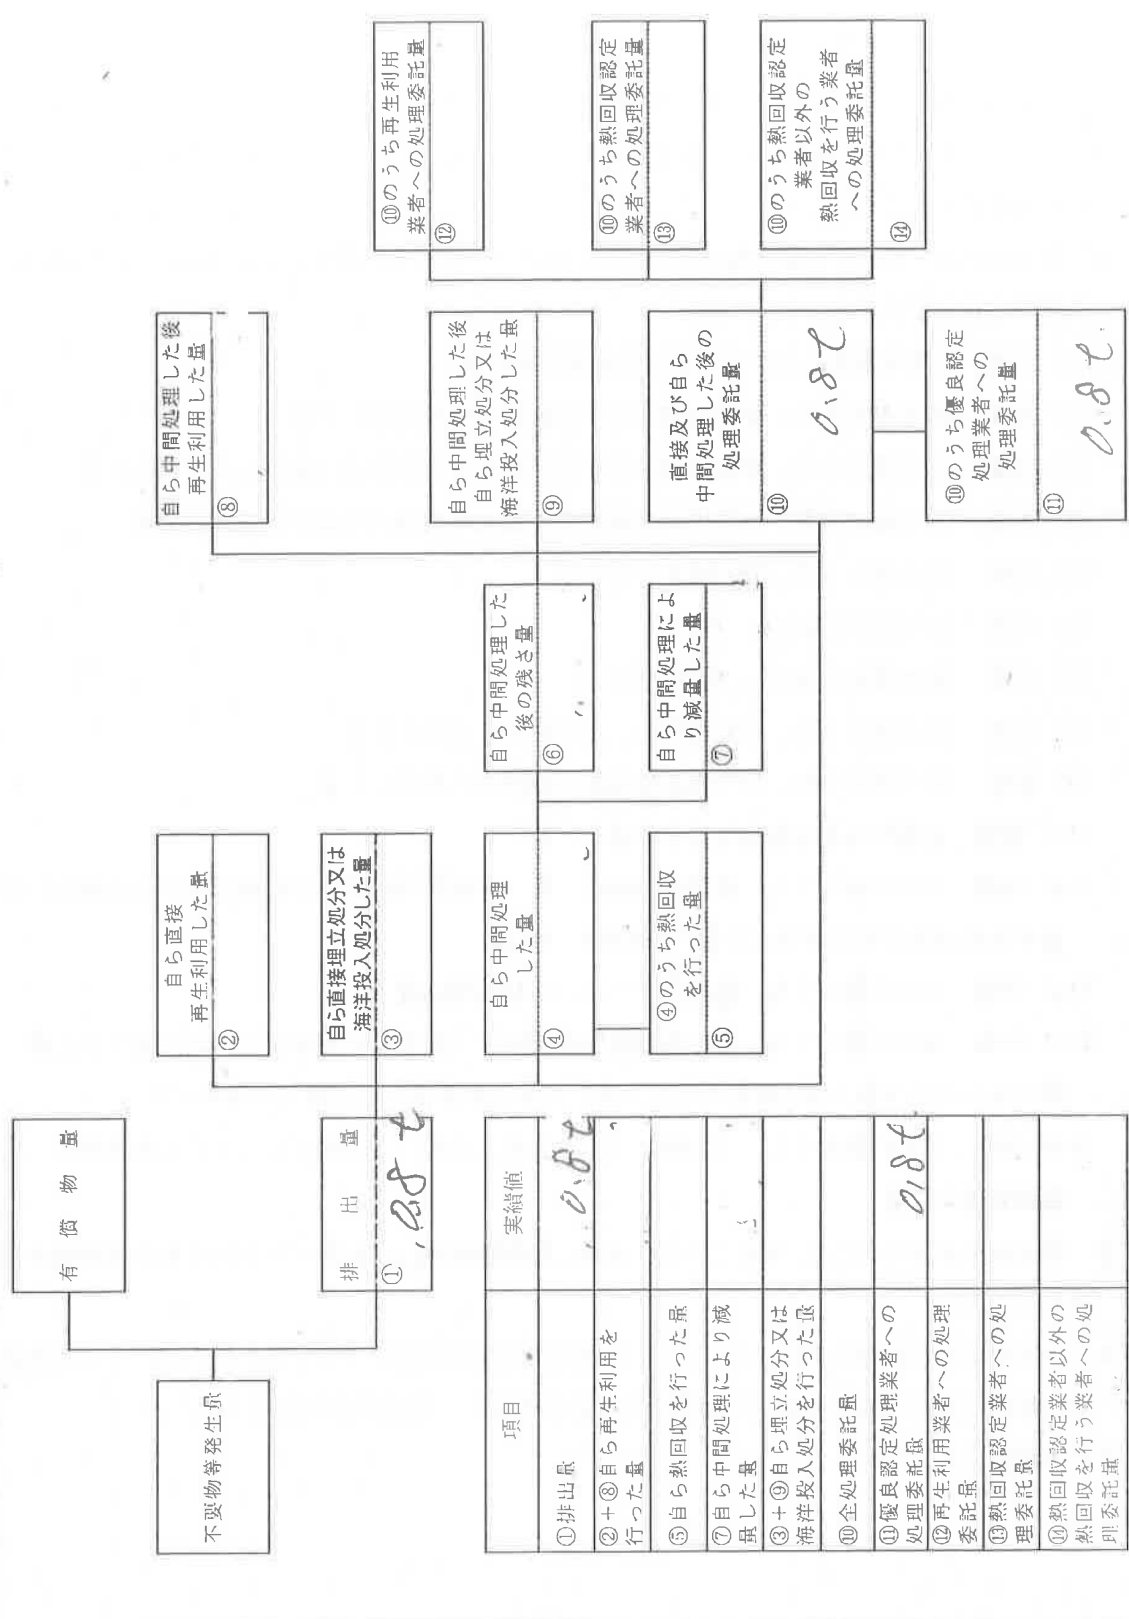 不要物等発生量
有償物量
排出量
①
0.8t
自ら直接
再生利用した量
②
自ら直接埋立処分又は
海洋投入処分した量
③
自ら中間処理
した量
④
④のうち熱回収
を行った量
⑤
自ら中間処理した
後の残さ量
⑥
自ら中間処理によ
り減量した量
⑦
自ら中間処理した後
再生利用した量
⑧
自ら中間処理した後
自ら埋立処分又は
海洋投入処分した量
⑨
直接及び自ら
中間処理した後の
処理委託量
⑩
0.8t
⑩のうち優良認定
処理業者への
処理委託量
⑪
0.8t
⑩のうち再生利用
業者への処理委託量
⑫
⑩のうち熱回収認定
業者への処理委託量
⑬
⑩のうち熱回収認定
業者以外の
熱回収を行う業者
への処理委託量
⑭
項目 実績値
①排出量 0.8t
②+⑧自ら再生利用を
行った量
⑤自ら熱回収を行った量
⑦自ら中間処理により減
量した量
③+⑨自ら埋立処分又は
海洋投入処分を行った量
⑩全処理委託量
⑪優良認定処理業者への
処理委託量 0.8t
⑫再生利用業者への処理
委託量
⑬熱回収認定業者への処
理委託量
⑭熱回収認定業者以外の
熱回収を行う業者への処
理委託量